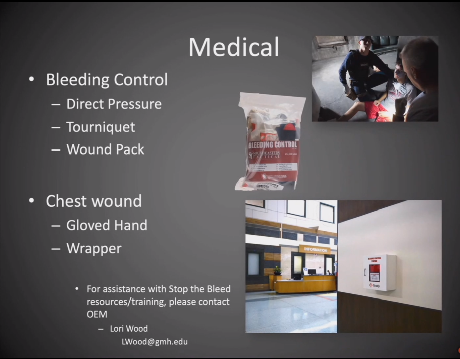 Medical
• Bleeding Control
– Direct Pressure
– Tourniquet
– Wound Pack
BLEEDING CONTROL
• Chest wound
– Gloved Hand
– Wrapper
• For assistance with Stop the Bleed
resources/training, please contact
OEM
– Lori Wood
LWood@gmh.edu